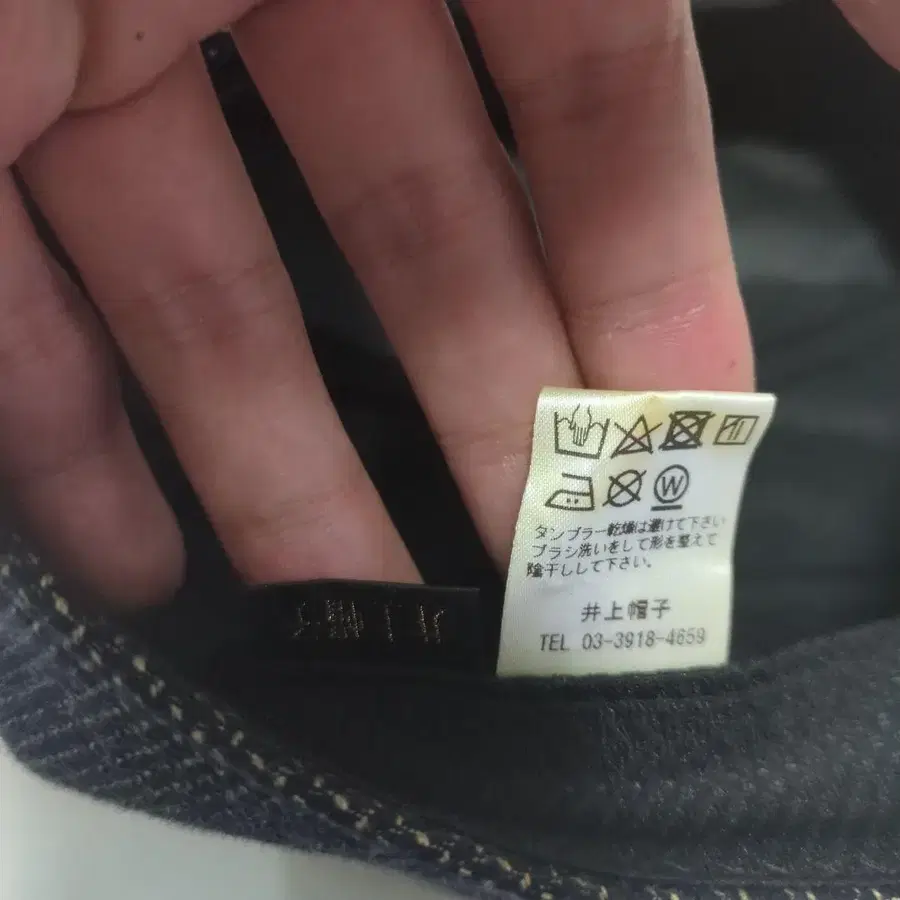 タンブラー乾燥は避けて下さい
ブラシ洗いをして形を整えて
陰干しして下さい。
井上帽子
TEL 03-3918-4659